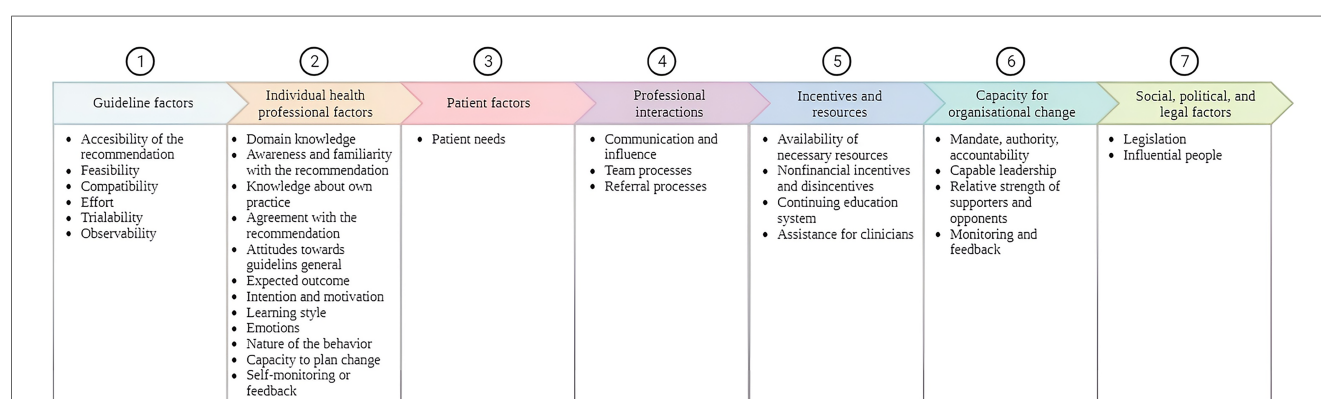 1
Guideline factors
• Accesibility of the
recommendation
• Feasibility
• Compatibility
• Effort
• Trialability
• Observability
2
Individual health
professional factors
• Domain knowledge
• Awareness and familiarity
with the recommendation
• Knowledge about own
practice
• Agreement with the
recommendation
• Attitudes towards
guidelins general
• Expected outcome
• Intention and motivation
• Learning style
• Emotions
• Nature of the behavior
• Capacity to plan change
• Self-monitoring or
feedback
3
Patient factors
• Patient needs
4
Professional
interactions
• Communication and
influence
• Team processes
• Referral processes
5
Incentives and
resources
• Availability of
necessary resources
• Nonfinancial incentives
and disincentives
• Continuing education
system
• Assistance for clinicians
6
Capacity for
organisational change
• Mandate, authority,
accountability
• Capable leadership
• Relative strength of
supporters and
opponents
• Monitoring and
feedback
7
Social, political, and
legal factors
• Legislation
• Influential people